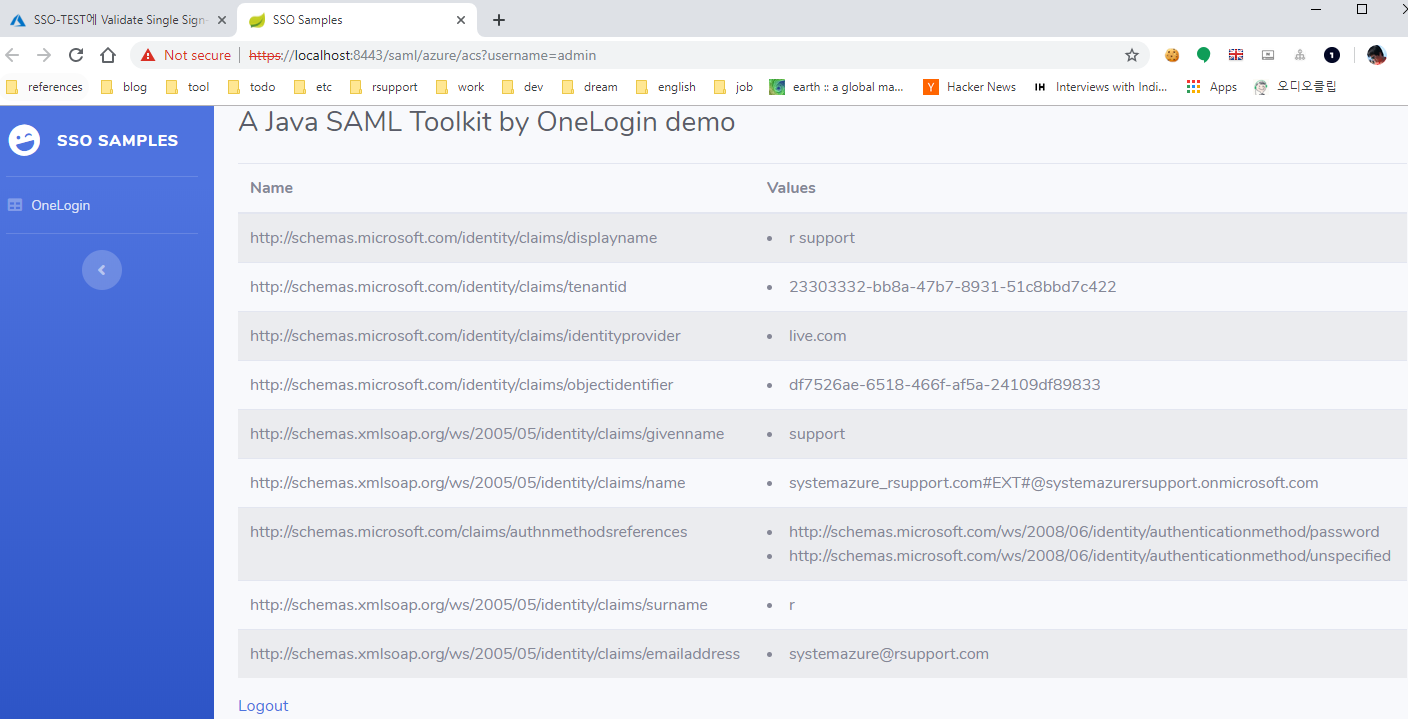 SSO-TEST에 Validate Single Sign-
SSO Samples
Not secure https://localhost:8443/saml/azure/acs?username=admin
references blog tool todo etc rsupport work dev dream english job earth :: a global ma... Hacker News Interviews with Indi... Apps 오디오클립
SSO SAMPLES
OneLogin
A Java SAML Toolkit by OneLogin demo
Name Values
http://schemas.microsoft.com/identity/claims/displayname • r support
http://schemas.microsoft.com/identity/claims/tenantid • 23303332-bb8a-47b7-8931-51c8bbd7c422
http://schemas.microsoft.com/identity/claims/identityprovider • live.com
http://schemas.microsoft.com/identity/claims/objectidentifier • df7526ae-6518-466f-af5a-24109df89833
http://schemas.xmlsoap.org/ws/2005/05/identity/claims/givenname • support
http://schemas.xmlsoap.org/ws/2005/05/identity/claims/name • systemazure_rsupport.com#EXT#@systemazurersupport.onmicrosoft.com
http://schemas.microsoft.com/claims/authnmethodsreferences • http://schemas.microsoft.com/ws/2008/06/identity/authenticationmethod/password
• http://schemas.microsoft.com/ws/2008/06/identity/authenticationmethod/unspecified
http://schemas.xmlsoap.org/ws/2005/05/identity/claims/surname • r
http://schemas.xmlsoap.org/ws/2005/05/identity/claims/emailaddress • systemazure@rsupport.com
Logout